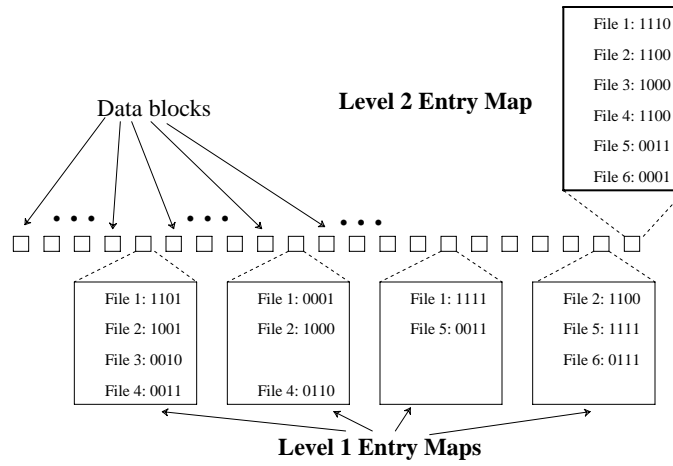 File 1: 1110
File 2: 1100
File 3: 1000
File 4: 1100
File 5: 0011
File 6: 0001
Level 2 Entry Map
Data blocks
File 1: 1101
File 2: 1001
File 3: 0010
File 4: 0011
File 1: 0001
File 2: 1000
File 4: 0110
File 1: 1111
File 5: 0011
File 2: 1100
File 5: 1111
File 6: 0111
Level 1 Entry Maps